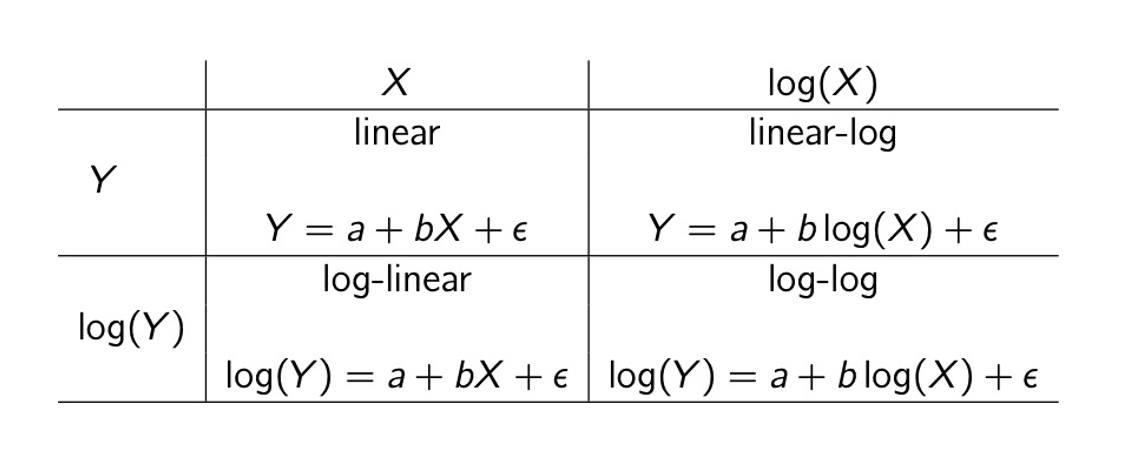 X log(X)
linear linear-log
Y
Y = a + bX + ϵ Y = a + b log(X) + ϵ
log-linear log-log
log(Y)
log(Y) = a + bX + ϵ log(Y) = a + b log(X) + ϵ